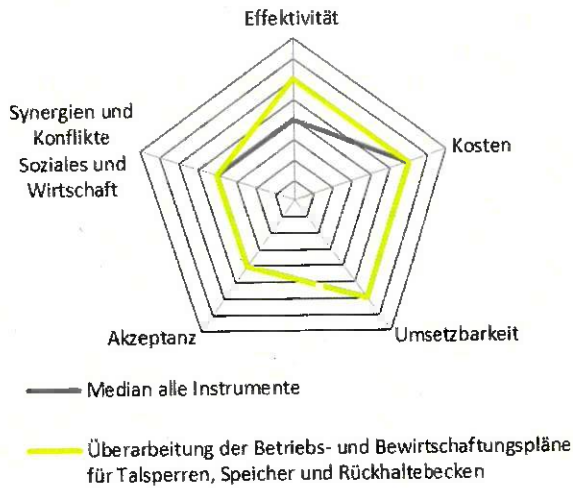 Effektivität
Synergien und
Konflikte
Soziales und
Wirtschaft
Kosten
Akzeptanz
Umsetzbarkeit
Median alle Instrumente
Überarbeitung der Betriebs- und Bewirtschaftungspläne
für Talsperren, Speicher und Rückhaltebecken